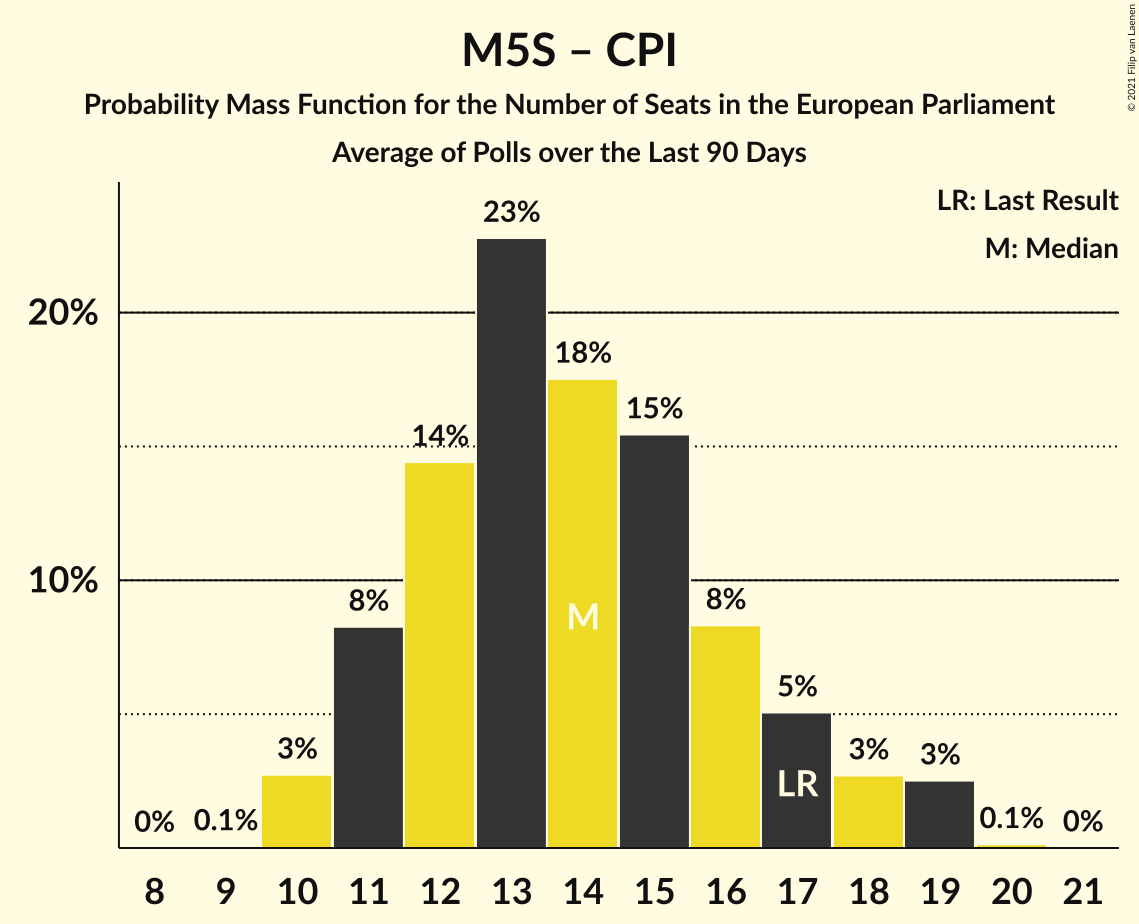 M5S – CPI
Probability Mass Function for the Number of Seats in the European Parliament
Average of Polls over the Last 90 Days
© 2021 Filip van Laenen
LR: Last Result
M: Median
20%
10%
0%
0.1%
3%
8%
14%
23%
18%
15%
8%
5%
3%
3%
0.1%
0%
M
LR
8 9 10 11 12 13 14 15 16 17 18 19 20 21